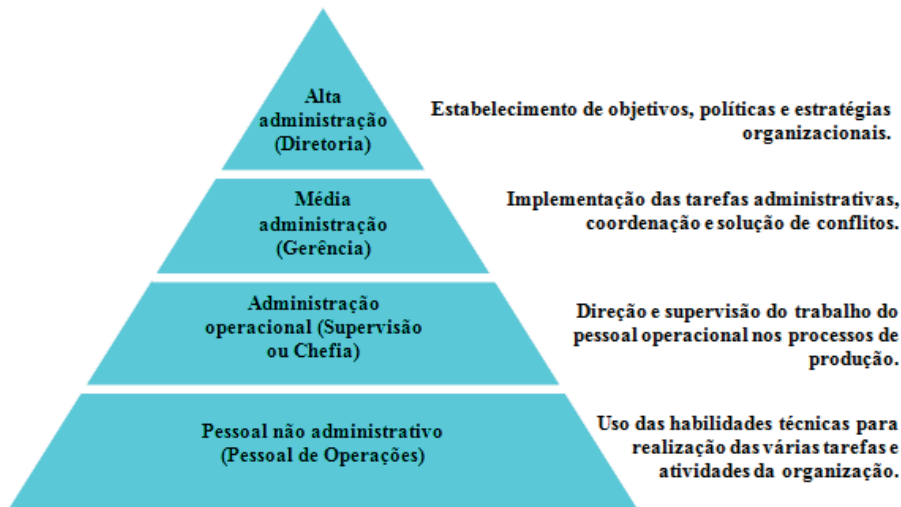 Alta
administração
(Diretoria)
Estabelecimento de objetivos, políticas e estratégias
organizacionais.
Média
administração
(Gerência)
Implementação das tarefas administrativas,
coordenação e solução de conflitos.
Administração
operacional (Supervisão
ou Chefia)
Direção e supervisão do trabalho do
pessoal operacional nos processos de
produção.
Pessoal não administrativo
(Pessoal de Operações)
Uso das habilidades técnicas para
realização das várias tarefas e
atividades da organização.